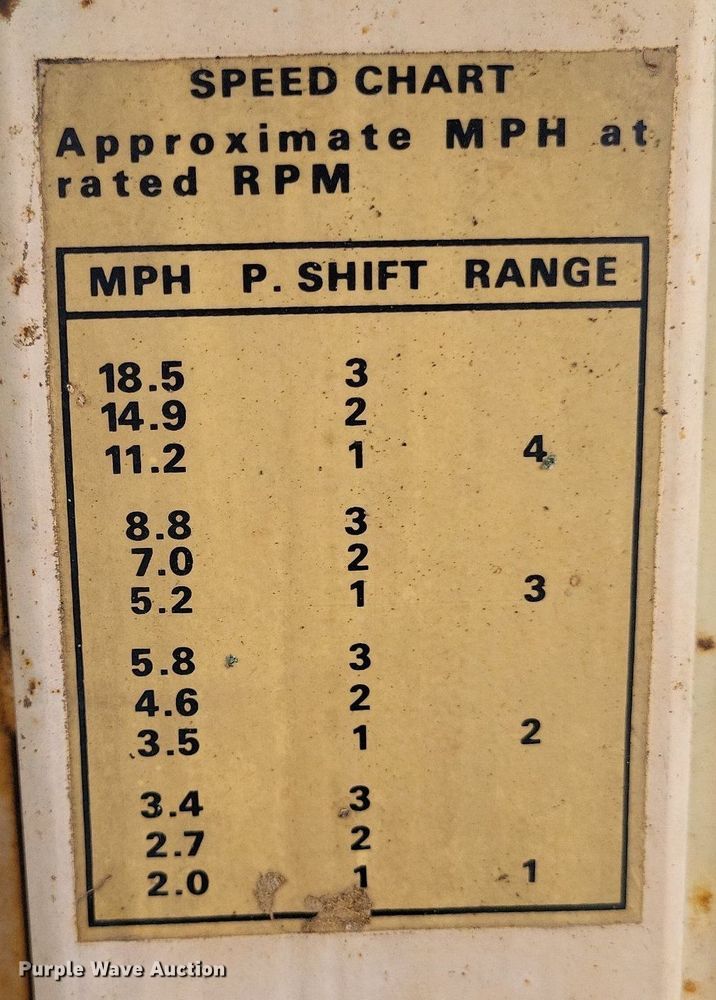 SPEED CHART
Approximate MPH at
rated RPM
MPH P. SHIFT RANGE
18.5 3
14.9 2
11.2 1 4
8.8 3
7.0 2
5.2 1 3
5.8 3
4.6 2
3.5 1 2
3.4 3
2.7 2
2.0 1 1
Purple Wave Auction